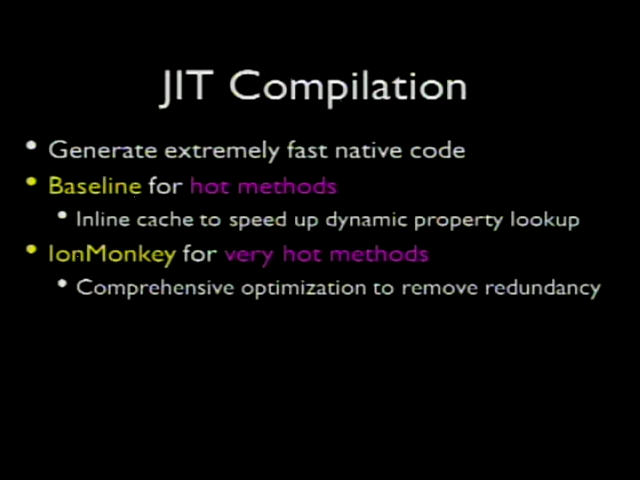 JIT Compilation
• Generate extremely fast native code
• Baseline for hot methods
• Inline cache to speed up dynamic property lookup
• IonMonkey for very hot methods
• Comprehensive optimization to remove redundancy